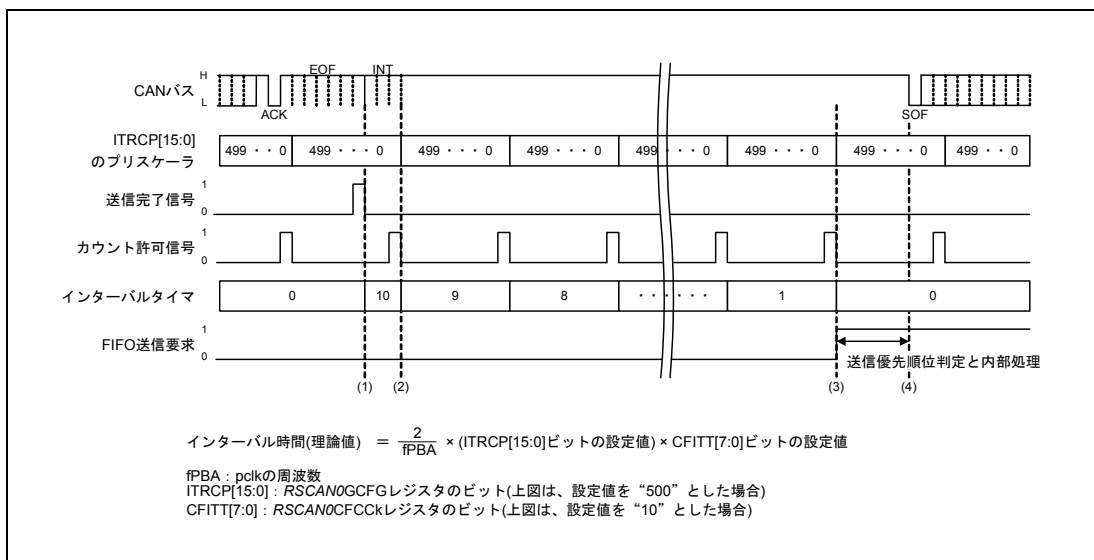 H
CANバス
L
EOF
INT
ACK
SOF
ITRCP[15:0]
のプリスケーラ
499・・・0
499・・・0
499・・・0
499・・・0
499・・・0
499・・・0
499・・・0
499・・・0
送信完了信号
1
0
カウント許可信号
1
0
インターバルタイマ
0
10
9
8
・・・・・・
1
0
FIFO送信要求
1
0
送信優先順位判定と内部処理
(1)
(2)
(3)
(4)
インターバル時間(理論値) = 2/fPBA × (ITRCP[15:0]ビットの設定値) × CFITT[7:0]ビットの設定値
fPBA : pclkの周波数
ITRCP[15:0] : RSCAN0GCFGレジスタのビット(上図は、設定値を“500”とした場合)
CFITT[7:0] : RSCAN0CFCCkレジスタのビット(上図は、設定値を“10”とした場合)